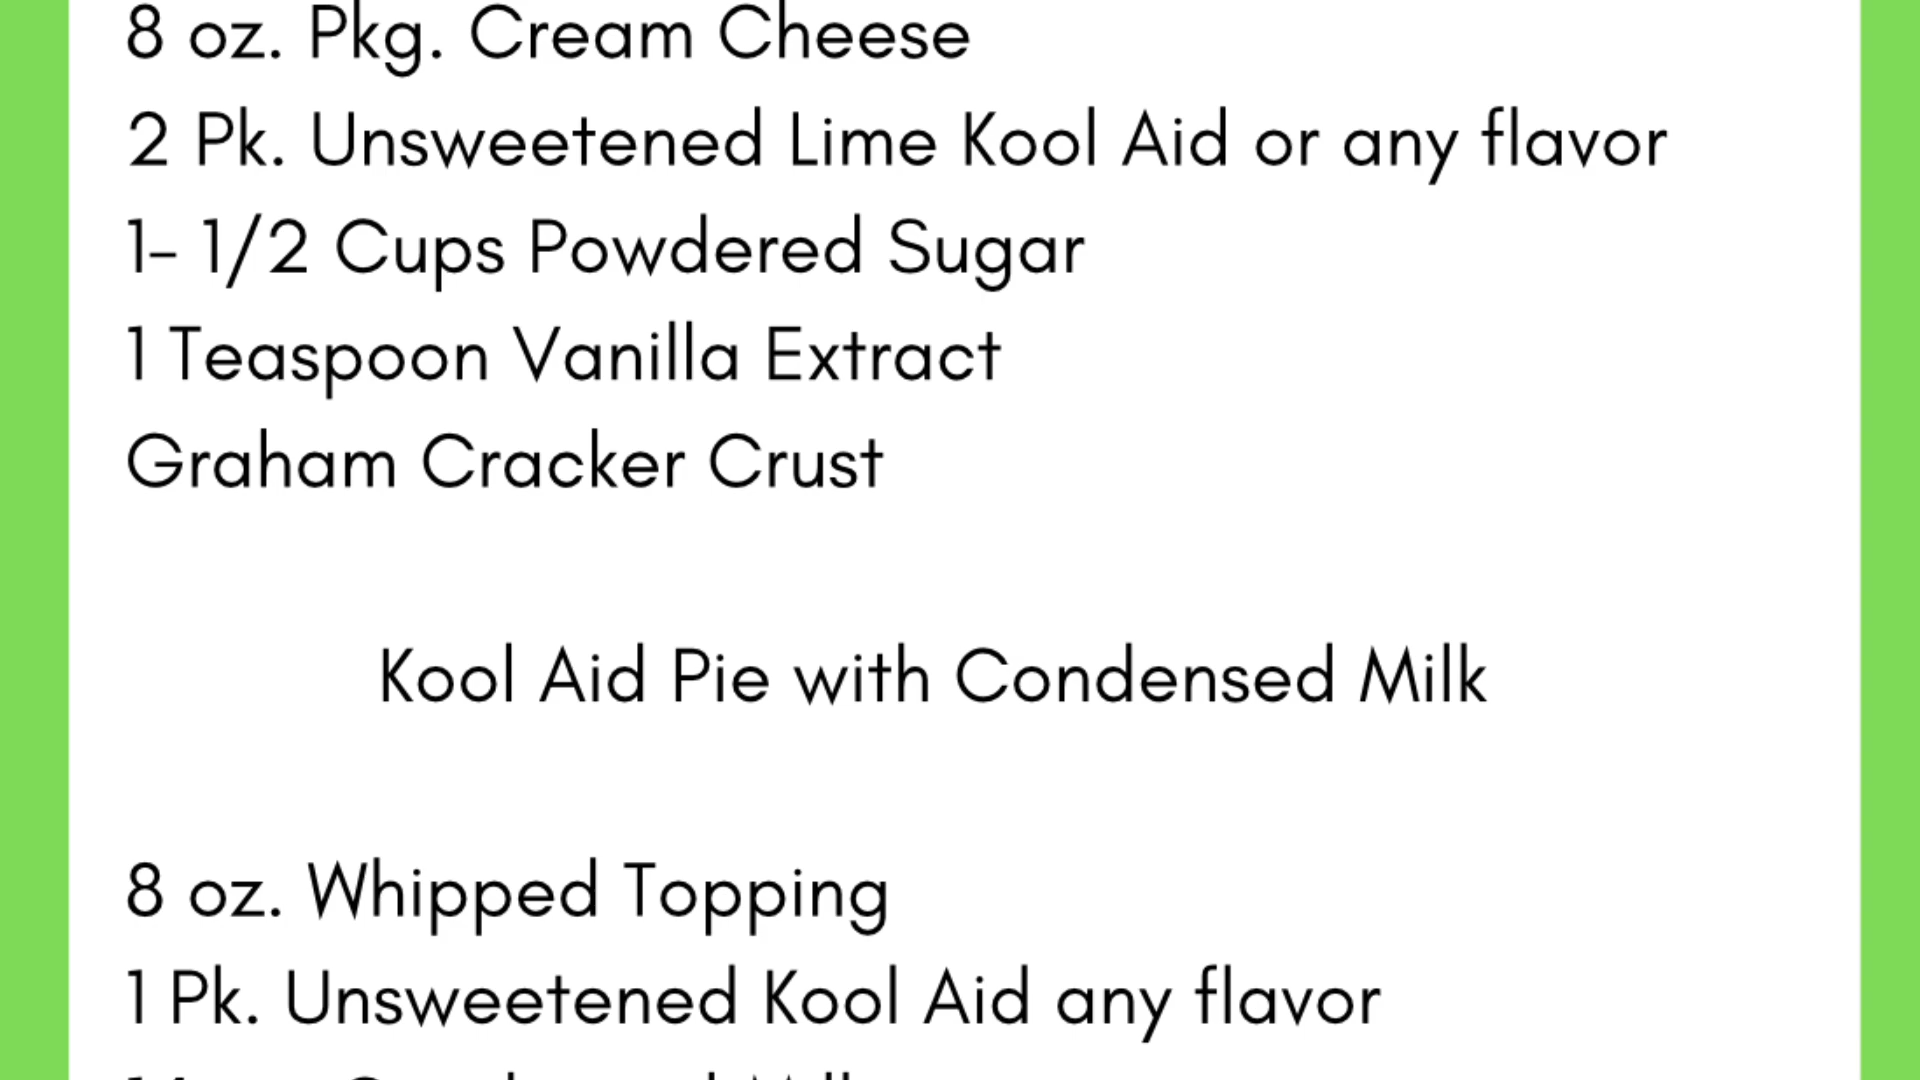 8 oz. Pkg. Cream Cheese
2 Pk. Unsweetened Lime Kool Aid or any flavor
1- 1/2 Cups Powdered Sugar
1 Teaspoon Vanilla Extract
Graham Cracker Crust
Kool Aid Pie with Condensed Milk
8 oz. Whipped Topping
1 Pk. Unsweetened Kool Aid any flavor